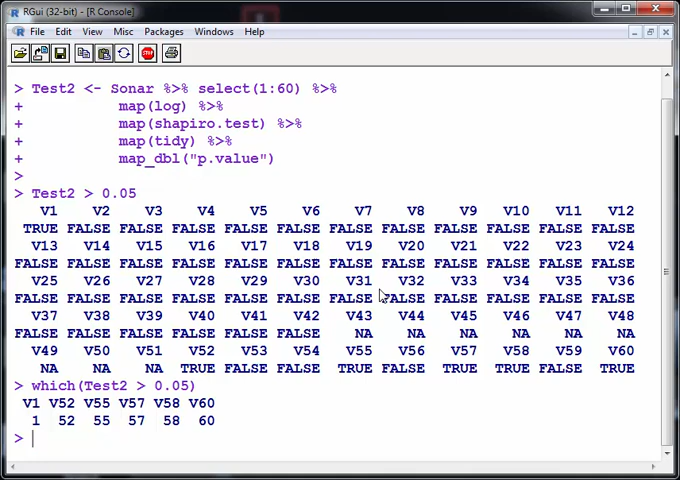 RGui (32-bit) - [R Console]
File Edit View Misc Packages Windows Help
STOP
> Test2 <- Sonar %>% select(1:60) %>%
+ map(log) %>%
+ map(shapiro.test) %>%
+ map(tidy) %>%
+ map_dbl("p.value")
>
> Test2 > 0.05
V1 V2 V3 V4 V5 V6 V7 V8 V9 V10 V11 V12
TRUE FALSE FALSE FALSE FALSE FALSE FALSE FALSE FALSE FALSE FALSE FALSE
V13 V14 V15 V16 V17 V18 V19 V20 V21 V22 V23 V24
FALSE FALSE FALSE FALSE FALSE FALSE FALSE FALSE FALSE FALSE FALSE FALSE
V25 V26 V27 V28 V29 V30 V31 V32 V33 V34 V35 V36
FALSE FALSE FALSE FALSE FALSE FALSE FALSE FALSE FALSE FALSE FALSE FALSE
V37 V38 V39 V40 V41 V42 V43 V44 V45 V46 V47 V48
FALSE FALSE FALSE FALSE FALSE FALSE NA NA NA NA NA NA
V49 V50 V51 V52 V53 V54 V55 V56 V57 V58 V59 V60
NA NA NA TRUE FALSE FALSE TRUE FALSE TRUE TRUE FALSE TRUE
> which(Test2 > 0.05)
V1 V52 V55 V57 V58 V60
1 52 55 57 58 60
>